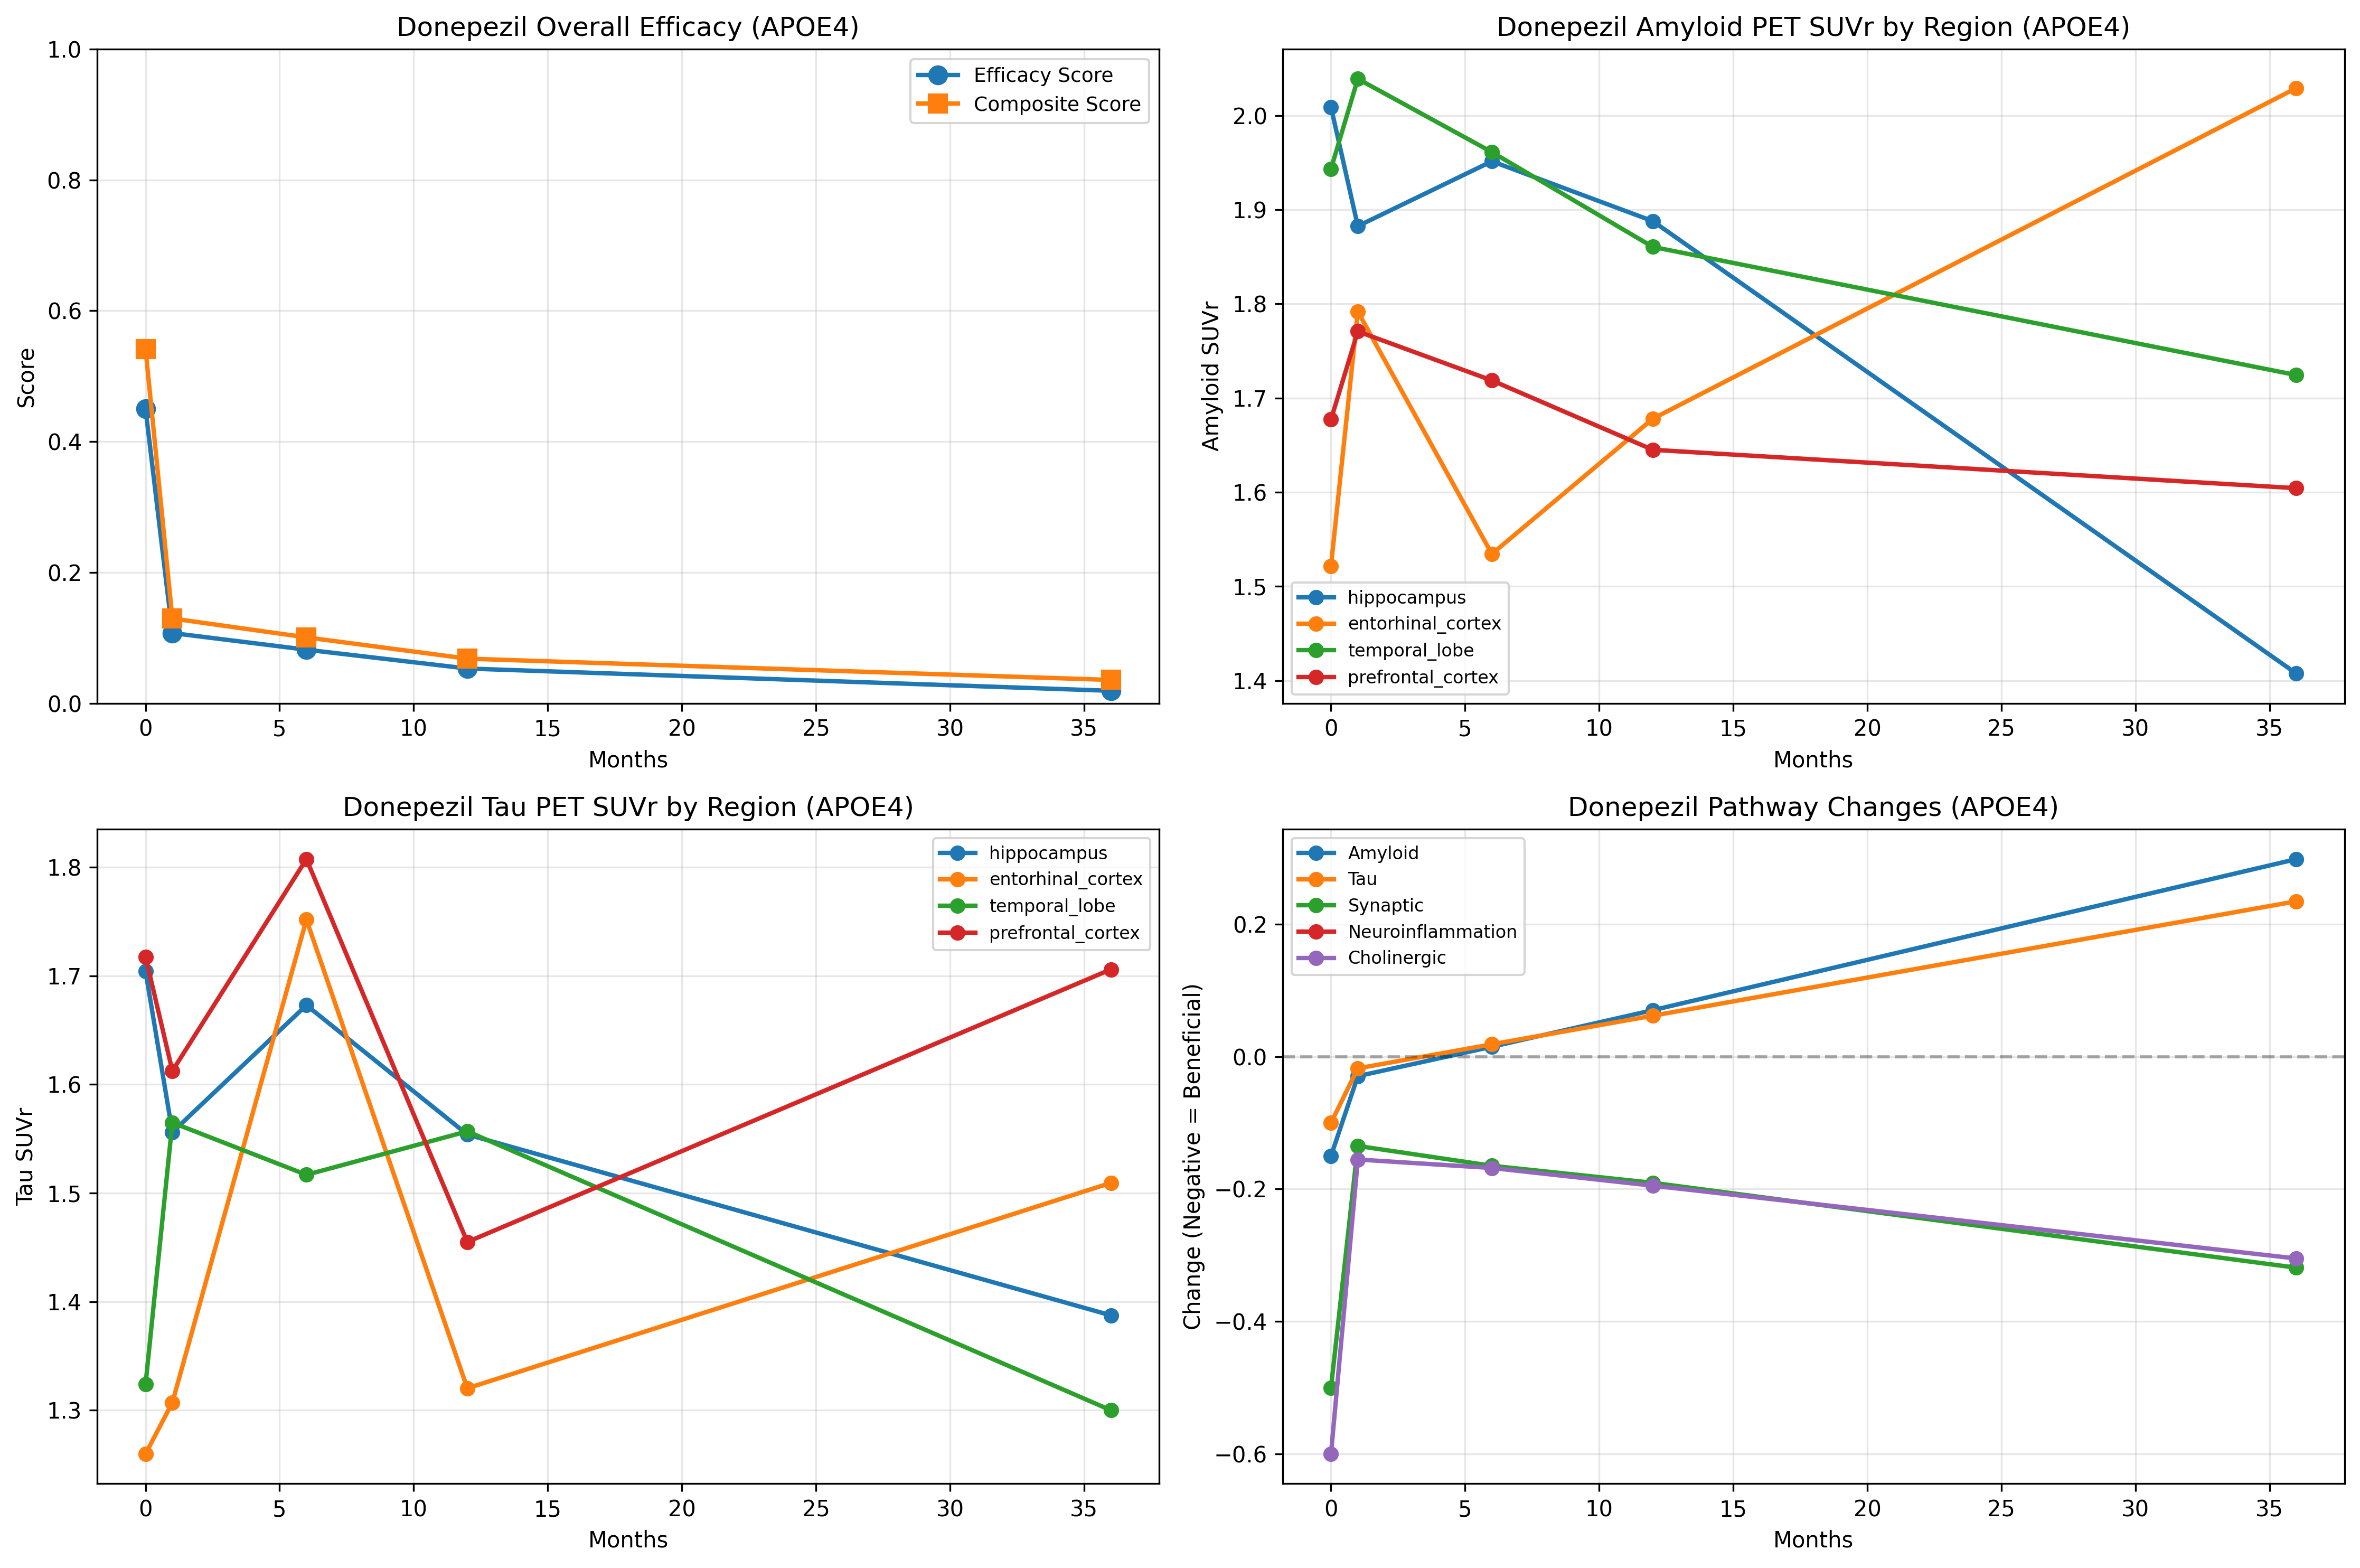 Donepezil Overall Efficacy (APOE4)
1.0
0.8
0.6
0.4
0.2
0.0
Score
0 5 10 15 20 25 30 35
Months
Efficacy Score
Composite Score
Donepezil Amyloid PET SUVr by Region (APOE4)
2.0
1.9
1.8
1.7
1.6
1.5
1.4
Amyloid SUVr
0 5 10 15 20 25 30 35
Months
hippocampus
entorhinal_cortex
temporal_lobe
prefrontal_cortex
Donepezil Tau PET SUVr by Region (APOE4)
1.8
1.7
1.6
1.5
1.4
1.3
Tau SUVr
0 5 10 15 20 25 30 35
Months
hippocampus
entorhinal_cortex
temporal_lobe
prefrontal_cortex
Donepezil Pathway Changes (APOE4)
0.2
0.0
−0.2
−0.4
−0.6
Change (Negative = Beneficial)
0 5 10 15 20 25 30 35
Months
Amyloid
Tau
Synaptic
Neuroinflammation
Cholinergic